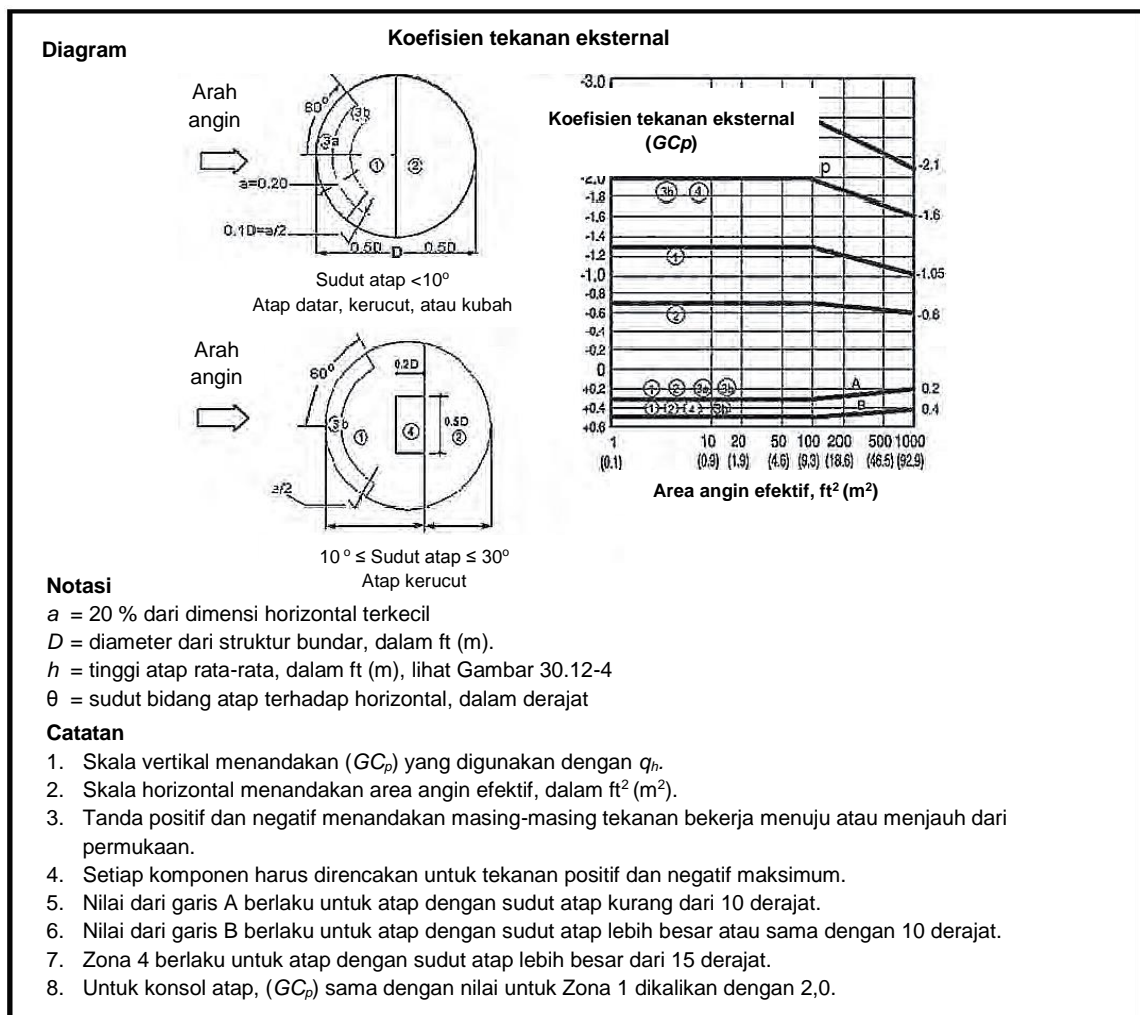 Diagram
Koefisien tekanan eksternal
Arah
angin
60°
3b
3a
1
2
a=0.2D
0.1D=a/2
0.5D D 0.5D
Sudut atap <10°
Atap datar, kerucut, atau kubah
Arah
angin
60°
0.2D
3b
1
4
0.5D
2
a/2
10 ° ≤ Sudut atap ≤ 30°
Atap kerucut
-3.0
Koefisien tekanan eksternal
(GCp)
p
-2.0
-1.8
-1.6
-1.4
-1.2
-1.0
-0.8
-0.6
-0.4
-0.2
0
+0.2
+0.4
+0.6
3b 4
1
2
1 2 3a 3b
1 2 4 3b
A
B
-2.1
-1.6
-1.05
-0.6
0.2
0.4
1 10 20 50 100 200 500 1000
(0.1) (0.9) (1.9) (4.6) (9.3) (18.6) (46.5) (92.9)
Area angin efektif, ft² (m²)
Notasi
a = 20 % dari dimensi horizontal terkecil
D = diameter dari struktur bundar, dalam ft (m).
h = tinggi atap rata-rata, dalam ft (m), lihat Gambar 30.12-4
θ = sudut bidang atap terhadap horizontal, dalam derajat
Catatan
1. Skala vertikal menandakan (GCp) yang digunakan dengan qh.
2. Skala horizontal menandakan area angin efektif, dalam ft² (m²).
3. Tanda positif dan negatif menandakan masing-masing tekanan bekerja menuju atau menjauh dari
permukaan.
4. Setiap komponen harus direncakan untuk tekanan positif dan negatif maksimum.
5. Nilai dari garis A berlaku untuk atap dengan sudut atap kurang dari 10 derajat.
6. Nilai dari garis B berlaku untuk atap dengan sudut atap lebih besar atau sama dengan 10 derajat.
7. Zona 4 berlaku untuk atap dengan sudut atap lebih besar dari 15 derajat.
8. Untuk konsol atap, (GCp) sama dengan nilai untuk Zona 1 dikalikan dengan 2,0.